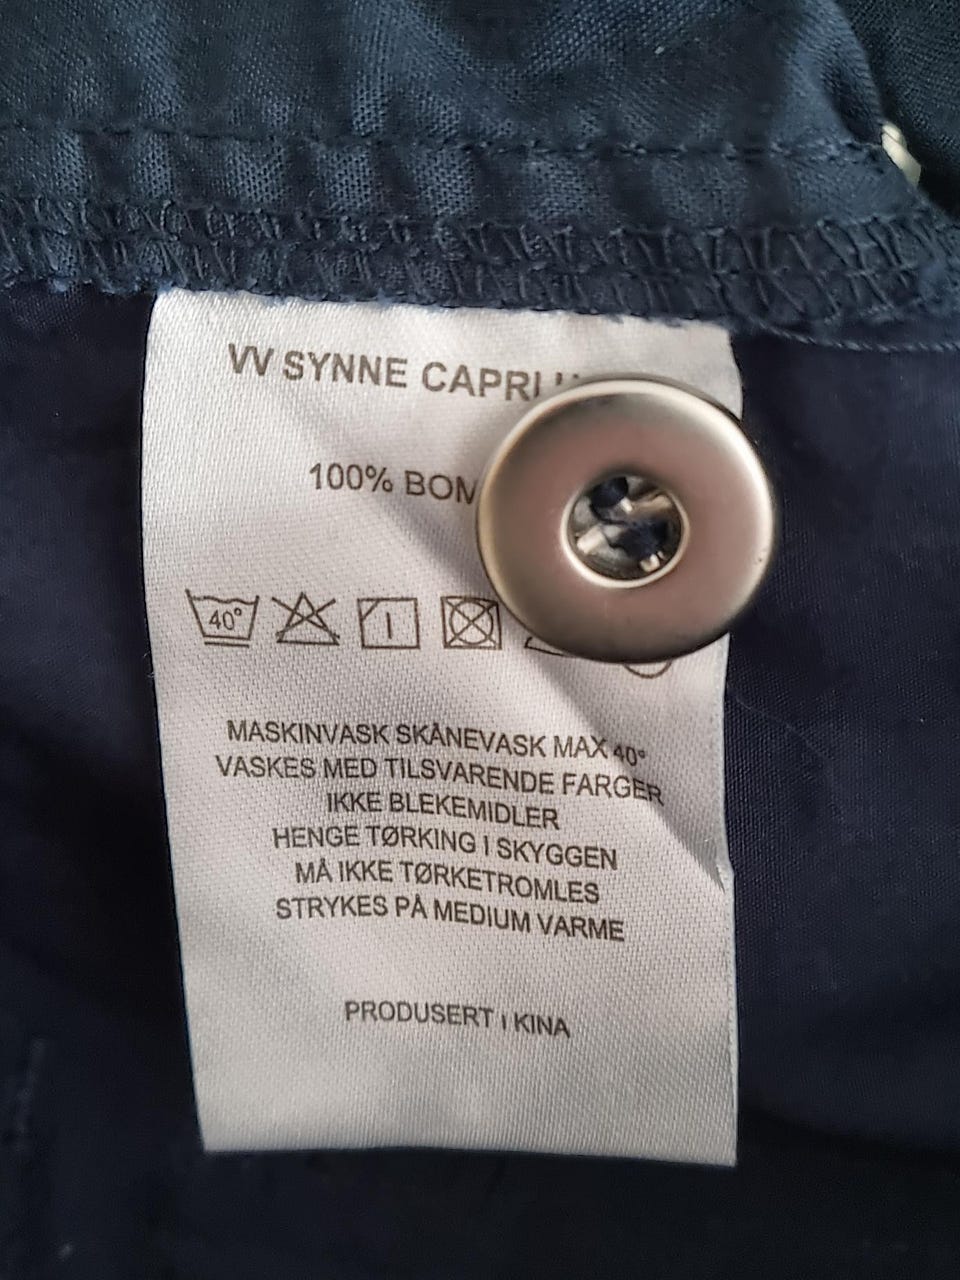 VV SYNNE CAPRI
100%
40°
MASKINVASK SKÅNEVASK MAX 40°
VASKES MED TILSVARENDE FARGER
IKKE BLEKEMIDLER
HENGE TØRKING I SKYGGEN
MÅ IKKE TØRKETROMLES
STRYKES PÅ MEDIUM VARME
PRODUSERT I KINA